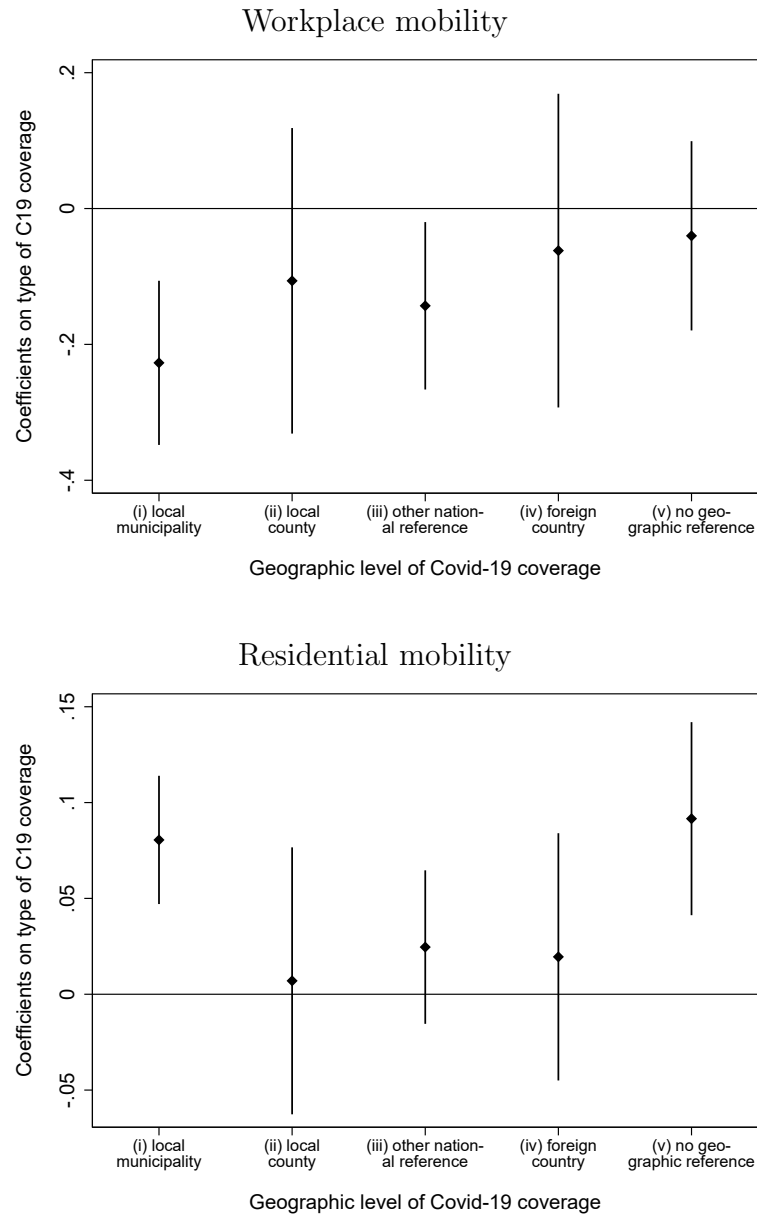 Workplace mobility
Coefficients on type of C19 coverage
.2
0
-.2
-.4
(i) local
municipality
(ii) local
county
(iii) other nation-
al reference
(iv) foreign
country
(v) no geo-
graphic reference
Geographic level of Covid-19 coverage
Residential mobility
Coefficients on type of C19 coverage
.15
.1
.05
0
-.05
(i) local
municipality
(ii) local
county
(iii) other nation-
al reference
(iv) foreign
country
(v) no geo-
graphic reference
Geographic level of Covid-19 coverage